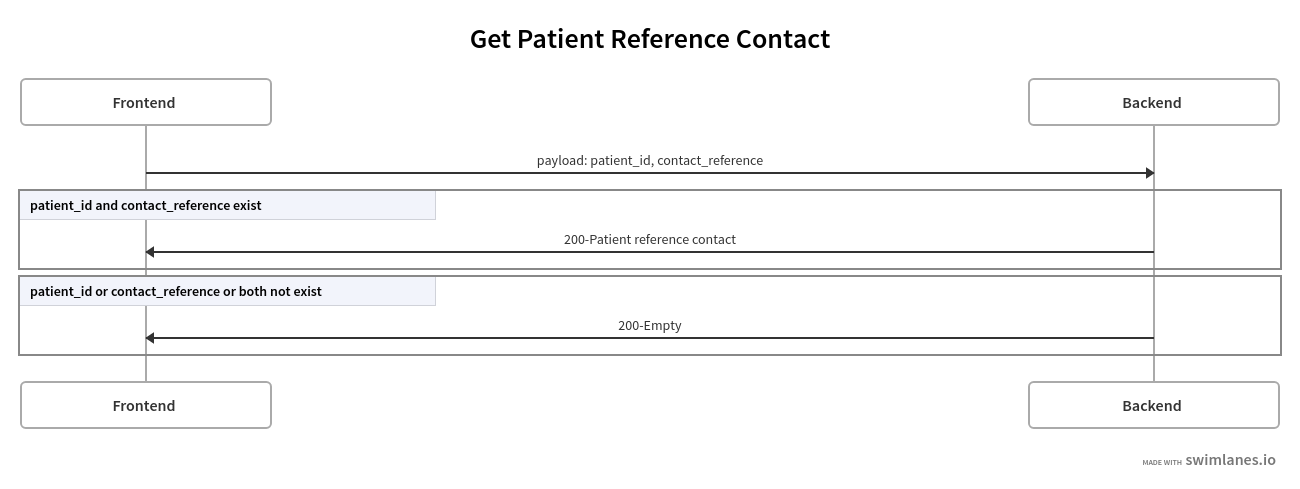 Get Patient Reference Contact
Frontend
Backend
payload: patient_id, contact_reference
patient_id and contact_reference exist
200-Patient reference contact
patient_id or contact_reference or both not exist
200-Empty
Frontend
Backend
MADE WITH swimlanes.io